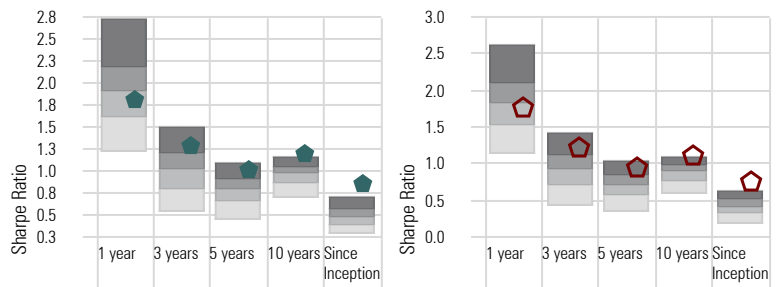 Sharpe Ratio
2.8
2.5
2.3
2.0
1.8
1.5
1.3
1.0
0.8
0.5
0.3
1 year
3 years
5 years
10 years
Since
Inception
Sharpe Ratio
3.0
2.5
2.0
1.5
1.0
0.5
0.0
1 year
3 years
5 years
10 years
Since
Inception